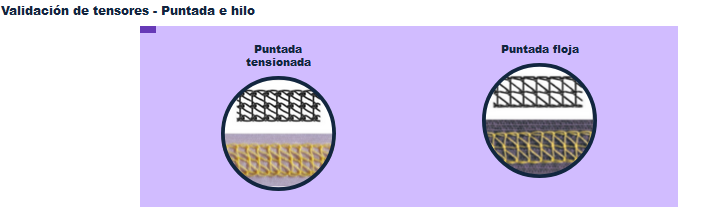 Validación de tensores - Puntada e hilo
Puntada
tensionada
Puntada floja